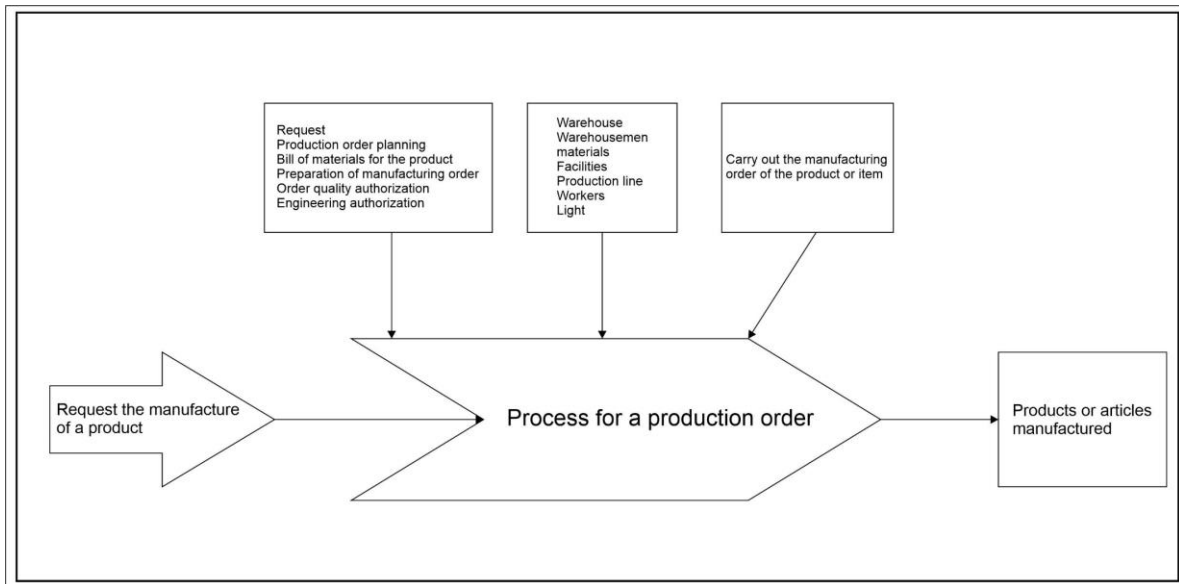 Request
Production order planning
Bill of materials for the product
Preparation of manufacturing order
Order quality authorization
Engineering authorization
Warehouse
Warehousemen
materials
Facilities
Production line
Workers
Light
Carry out the manufacturing
order of the product or item
Request the manufacture
of a product
Process for a production order
Products or articles
manufactured